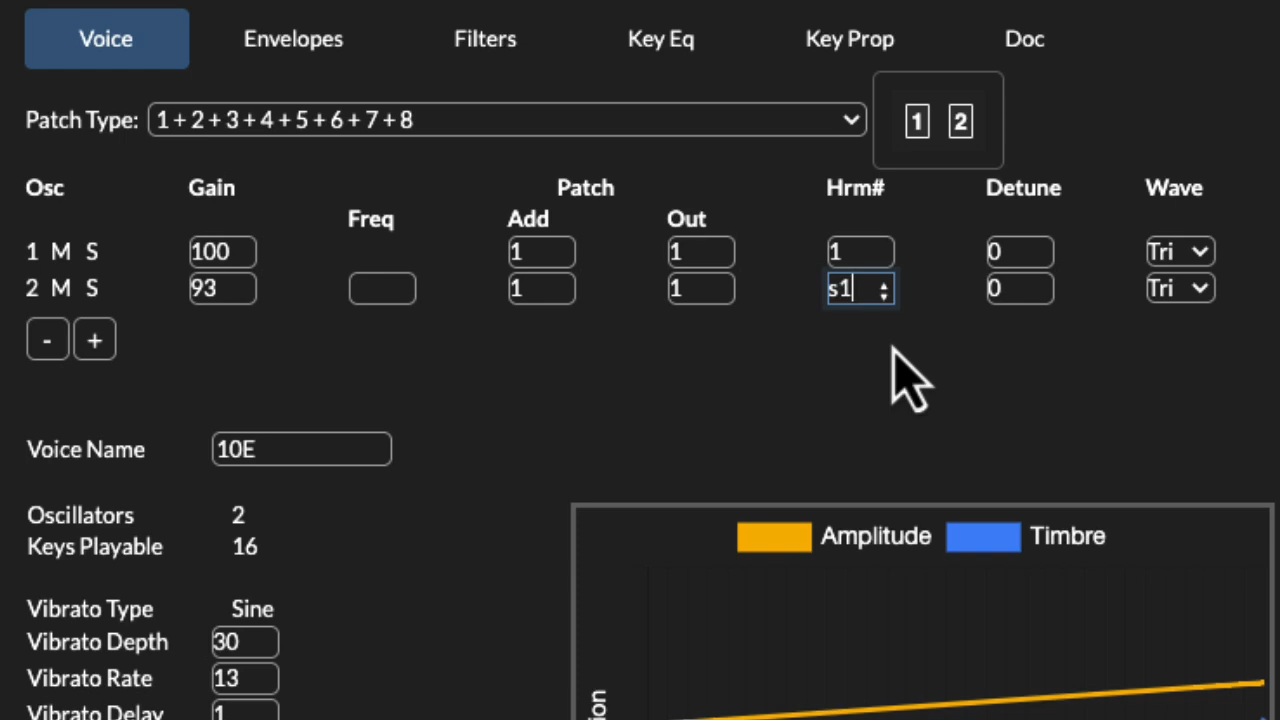 Voice Envelopes Filters Key Eq Key Prop Doc
Patch Type: 1 + 2 + 3 + 4 + 5 + 6 + 7 + 8 1 2
Osc Gain Patch Hrm# Detune Wave
Freq Add Out
1 M S 100 1 1 1 0 Tri
2 M S 93 1 1 s1 0 Tri
- +
Voice Name 10E
Oscillators 2
Keys Playable 16
Amplitude Timbre
Vibrato Type Sine
Vibrato Depth 30
Vibrato Rate 13
Vibrato Delay 1